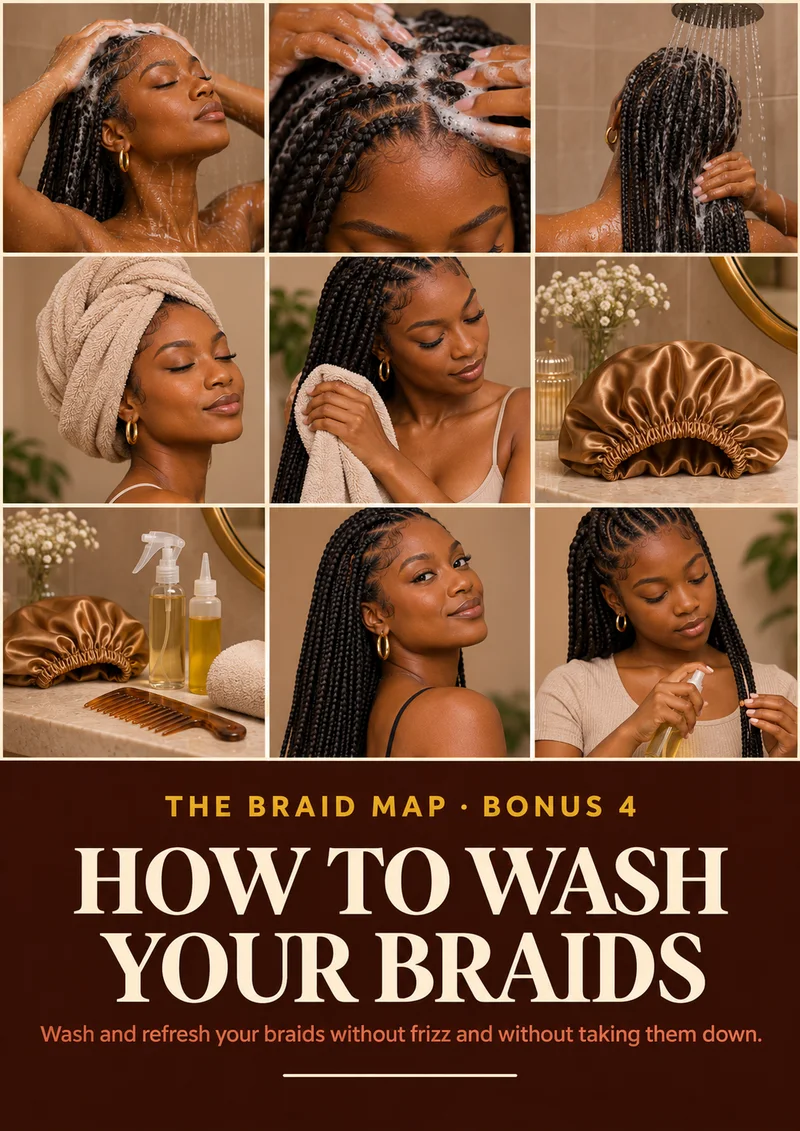 THE BRAID MAP · BONUS 4
HOW TO WASH
YOUR BRAIDS
Wash and refresh your braids without frizz and without taking them down.